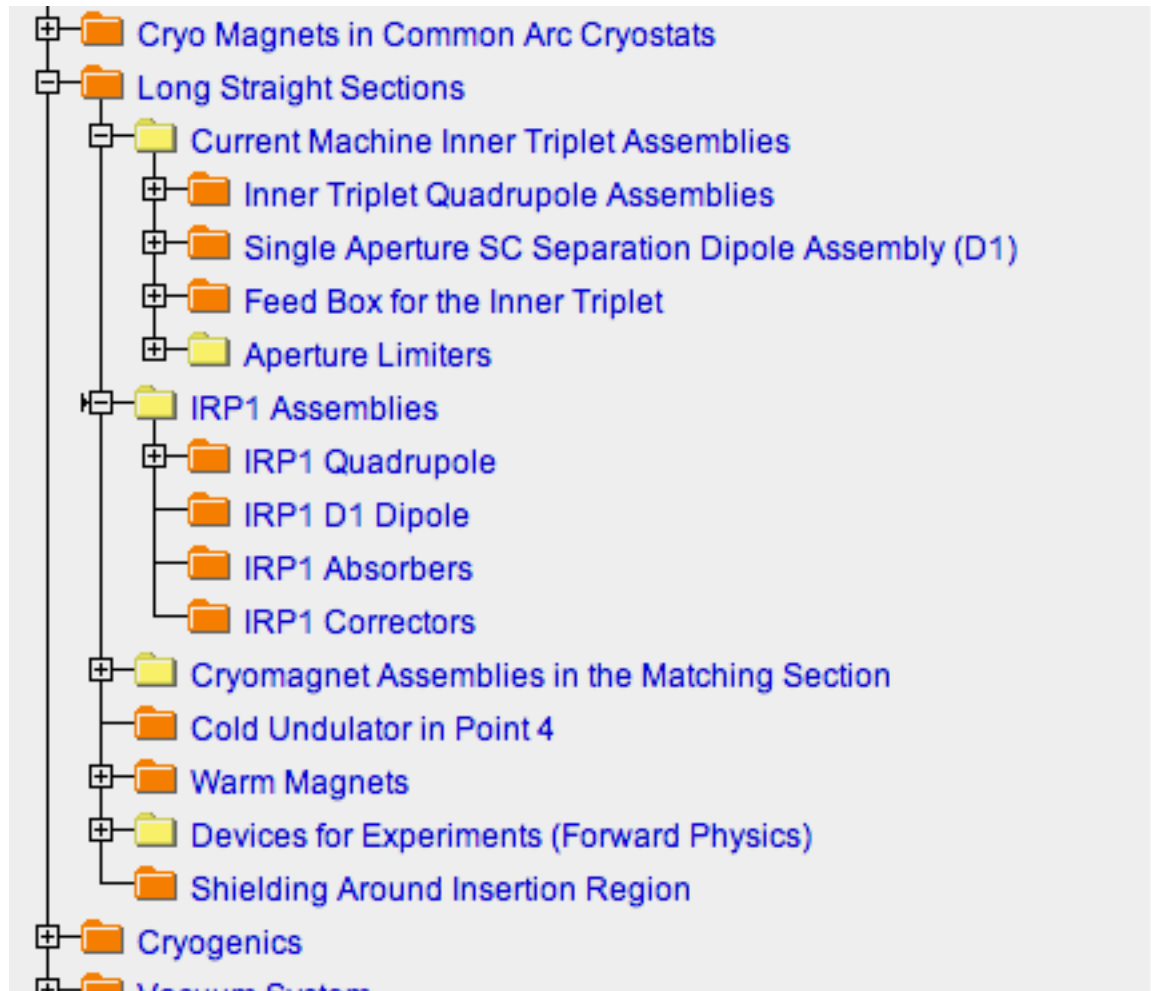 Cryo Magnets in Common Arc Cryostats
Long Straight Sections
Current Machine Inner Triplet Assemblies
Inner Triplet Quadrupole Assemblies
Single Aperture SC Separation Dipole Assembly (D1)
Feed Box for the Inner Triplet
Aperture Limiters
IRP1 Assemblies
IRP1 Quadrupole
IRP1 D1 Dipole
IRP1 Absorbers
IRP1 Correctors
Cryomagnet Assemblies in the Matching Section
Cold Undulator in Point 4
Warm Magnets
Devices for Experiments (Forward Physics)
Shielding Around Insertion Region
Cryogenics
Vacuum System